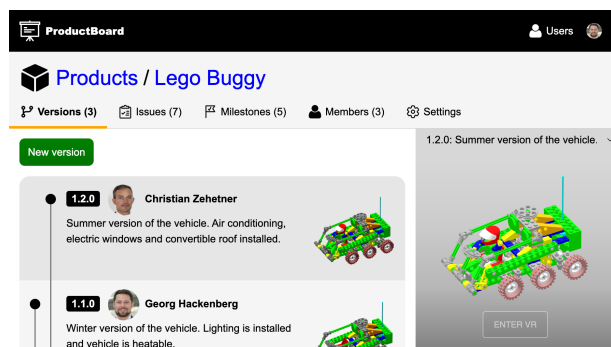 ProductBoard
Users
Products / Lego Buggy
Versions (3)
Issues (7)
Milestones (5)
Members (3)
Settings
New version
1.2.0
Christian Zehetner
Summer version of the vehicle. Air conditioning,
electric windows and convertible roof installed.
1.1.0
Georg Hackenberg
Winter version of the vehicle. Lighting is installed
and vehicle is heatable.
1.2.0: Summer version of the vehicle.
ENTER VR